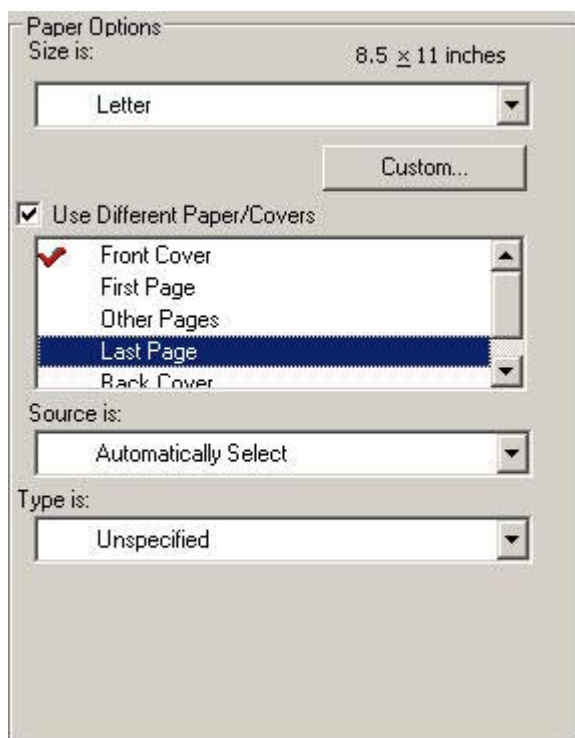 Paper Options
Size is:
8.5 x 11 inches
Letter
Custom...
Use Different Paper/Covers
Front Cover
First Page
Other Pages
Last Page
Back Cover
Source is:
Automatically Select
Type is:
Unspecified